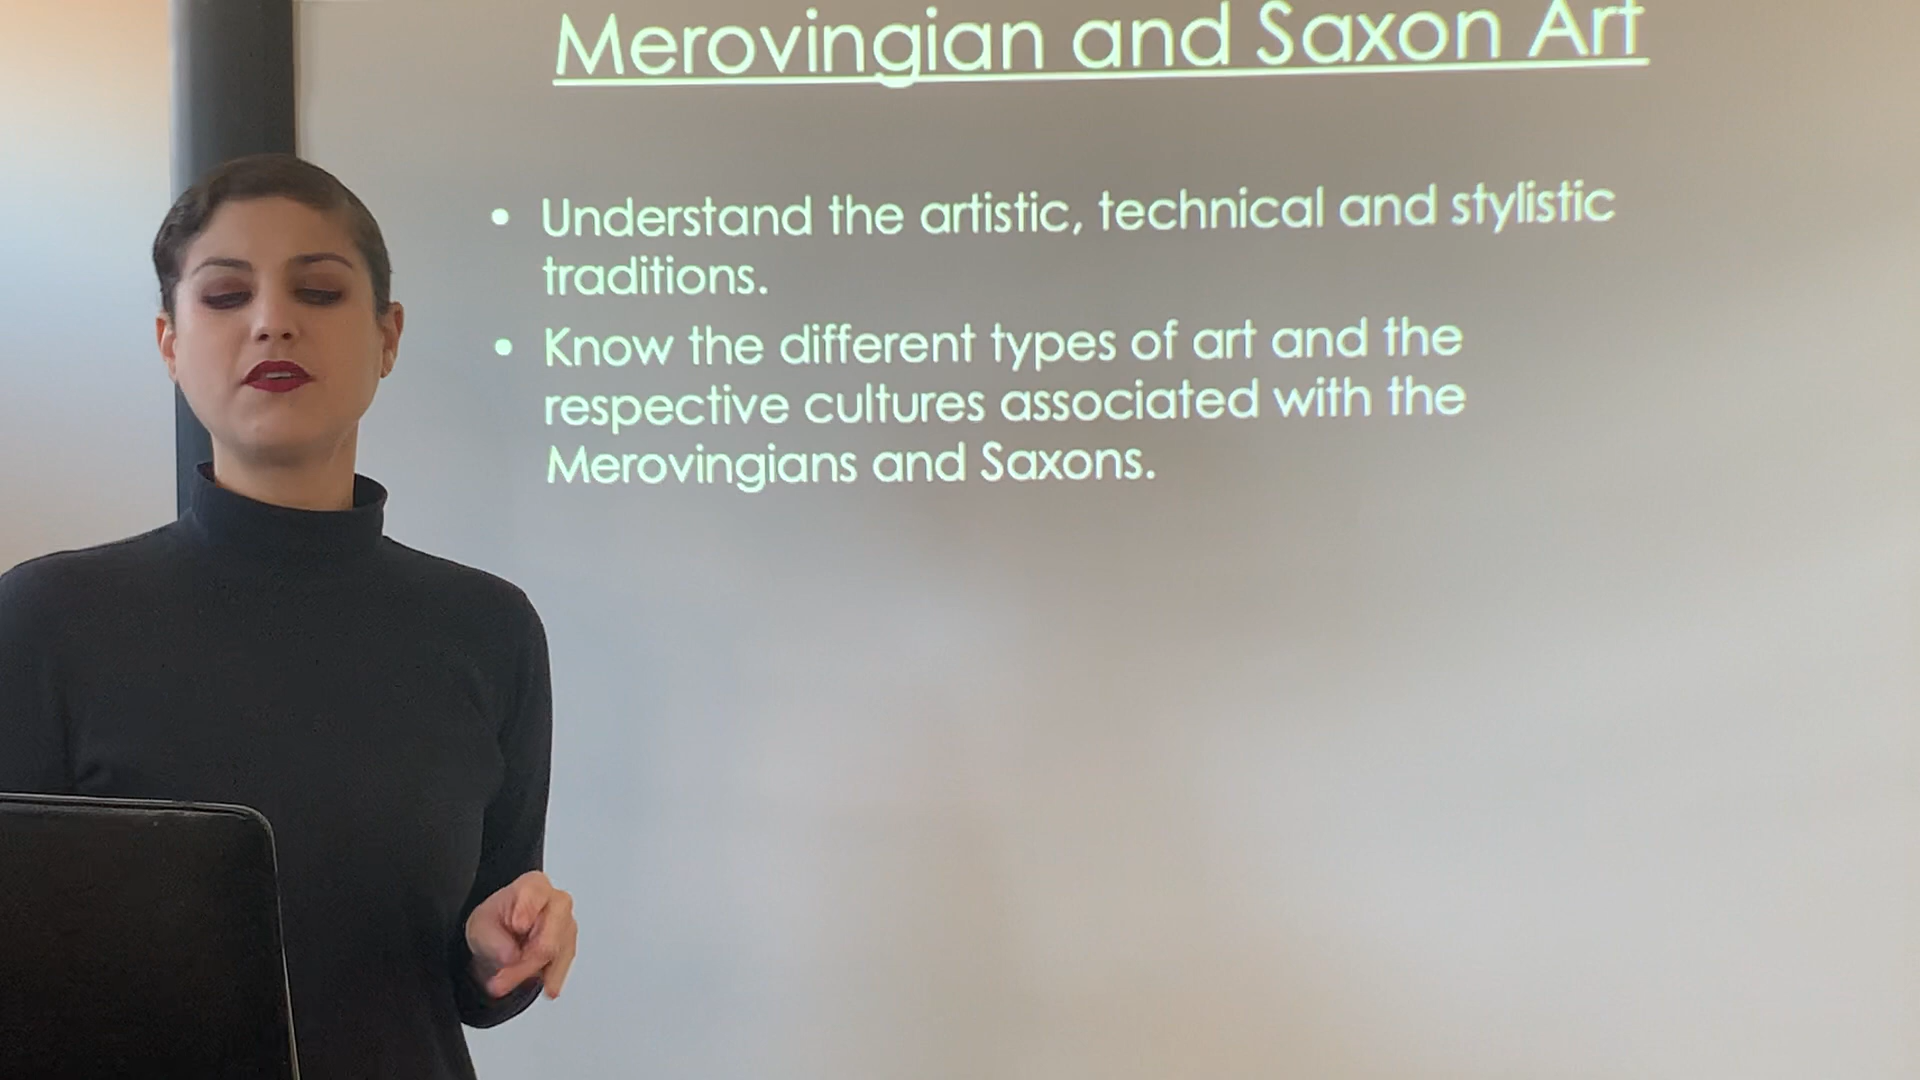 Merovingian and Saxon Art
• Understand the artistic, technical and stylistic
traditions.
• Know the different types of art and the
respective cultures associated with the
Merovingians and Saxons.